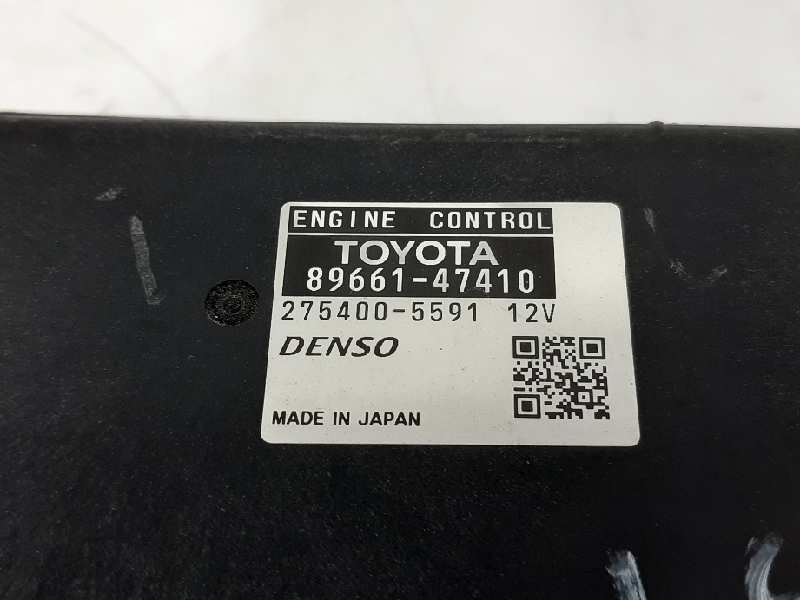 ENGINE CONTROL
TOYOTA
89661-47410
275400-5591 12V
DENSO
MADE IN JAPAN